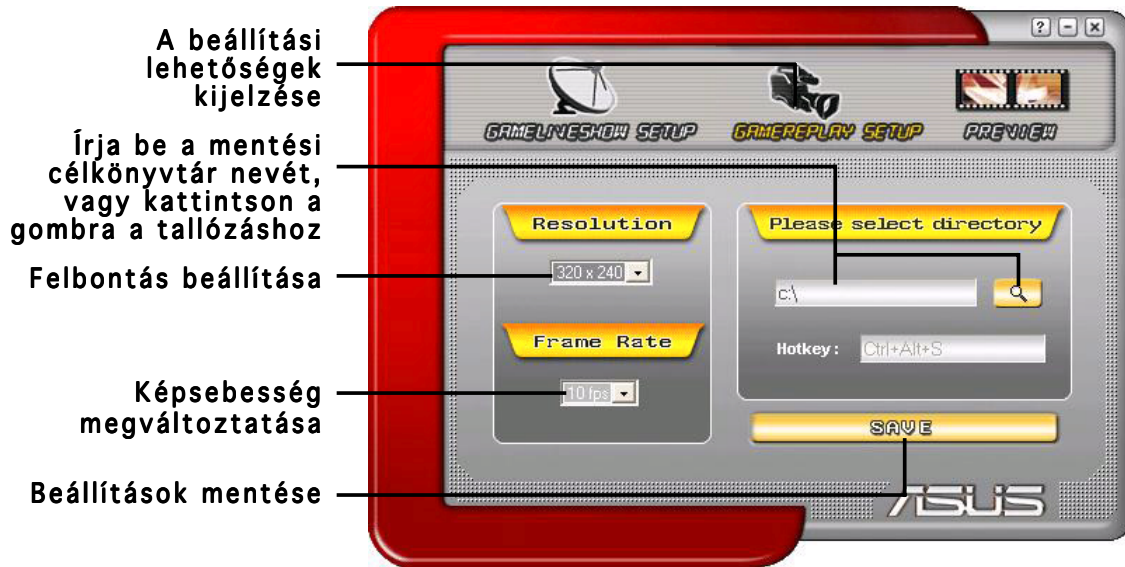 A beállítási
lehetőségek
kijelzése
Írja be a mentési
célkönyvtár nevét,
vagy kattintson a
gombra a tallózáshoz
Felbontás beállítása
Képsebesség
megváltoztatása
Beállítások mentése
GAMELIVESHOW SETUP
GAMEREPLAY SETUP
PREVIEW
Resolution
320 x 240
Frame Rate
10 fps
Please select directory
c:\
Hotkey :
Ctrl+Alt+S
SAVE
ASUS